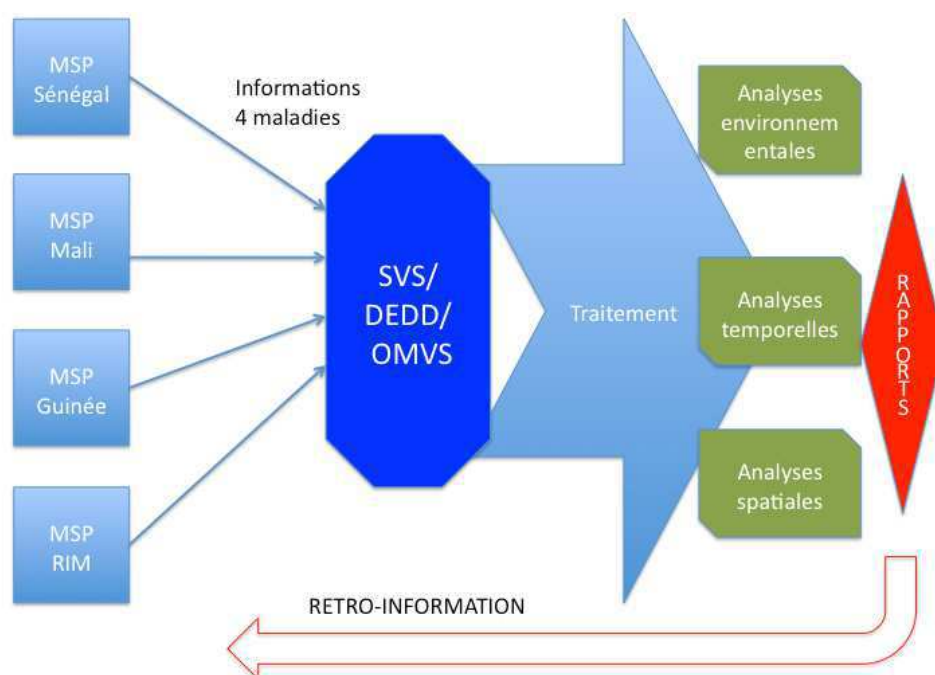 MSP
Sénégal
Informations
4 maladies
MSP
Mali
MSP
Guinée
MSP
RIM
SVS/
DEDD/
OMVS
Traitement
Analyses
environnem
entales
Analyses
temporelles
Analyses
spatiales
RAPPORTS
RETRO-INFORMATION